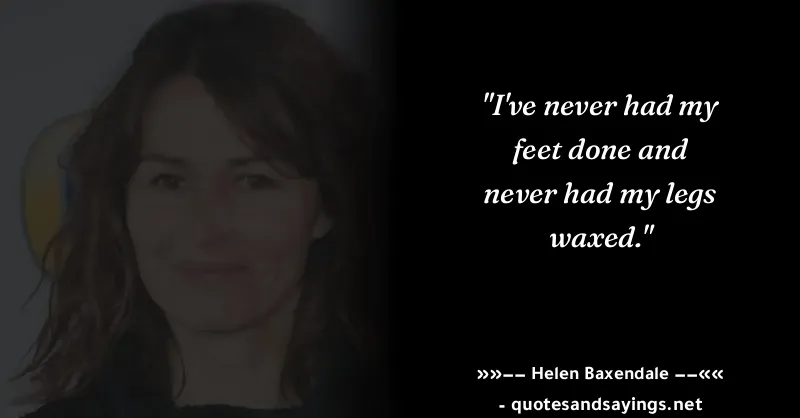 "I've never had my
feet done and
never had my legs
waxed."
»»–– Helen Baxendale ––««
- quotesandsayings.net